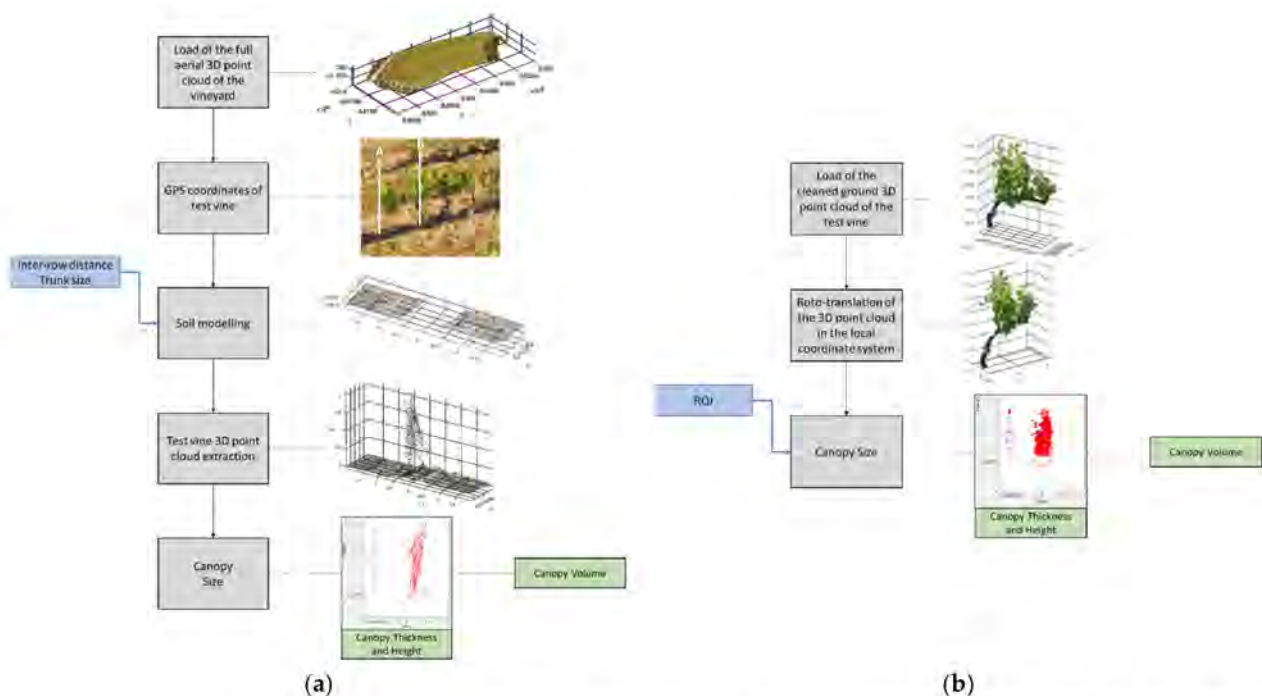 Load of the full
aerial 3D point
cloud of the
vineyard
GPS coordinates of
test vine
A
Inter-row distance
Trunk size
Soil modelling
Test vine 3D point
cloud extraction
Canopy
Size
Canopy Thickness
and Height
Canopy Volume
(a)
Load of the
cleaned ground 3D
point cloud of the
test vine
Roto-translation of
the 3D point cloud
in the local
coordinate system
ROI
Canopy Size
Canopy Thickness
and Height
Canopy Volume
(b)